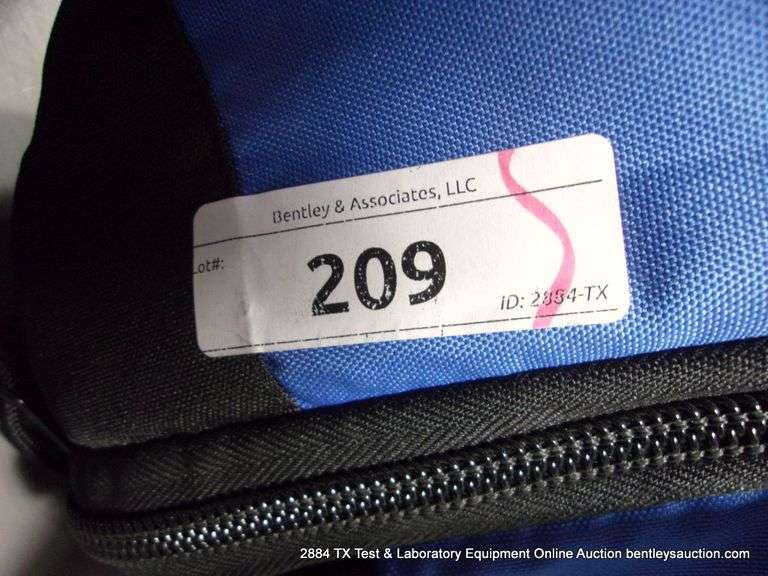 Bentley & Associates, LLC
Lot#:
209
ID: 2884-TX
2884 TX Test & Laboratory Equipment Online Auction bentleysauction.com